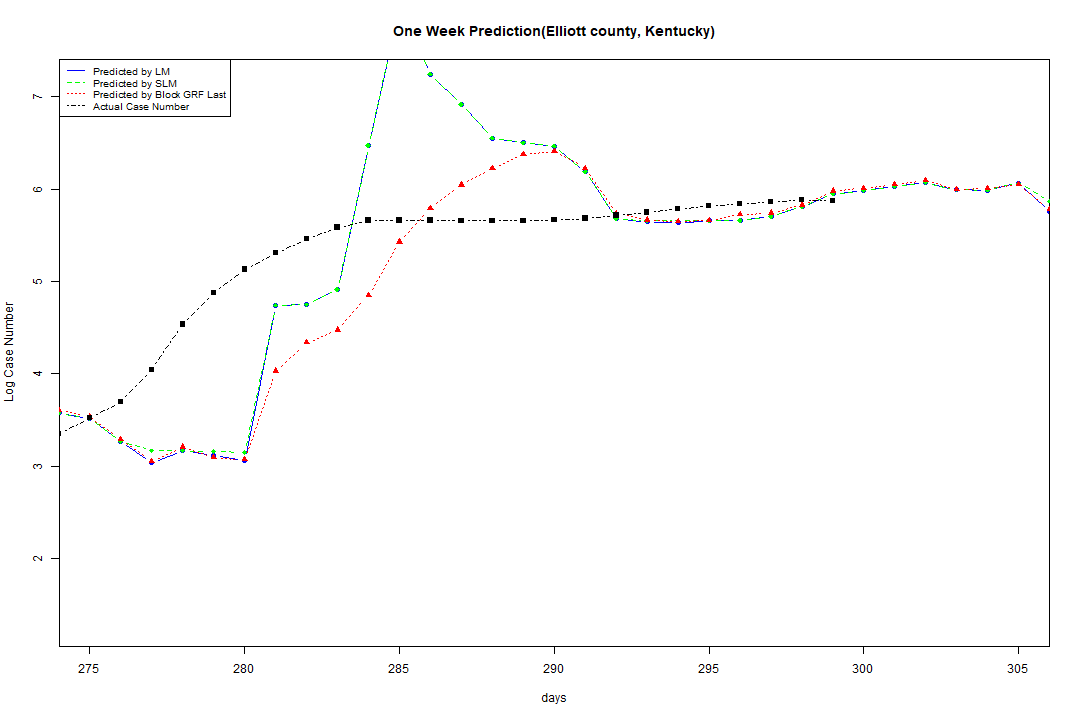 One Week Prediction(Elliott county, Kentucky)
Predicted by LM
Predicted by SLM
Predicted by Block GRF Last
Actual Case Number
7
6
5
4
3
2
Log Case Number
275 280 285 290 295 300 305
days